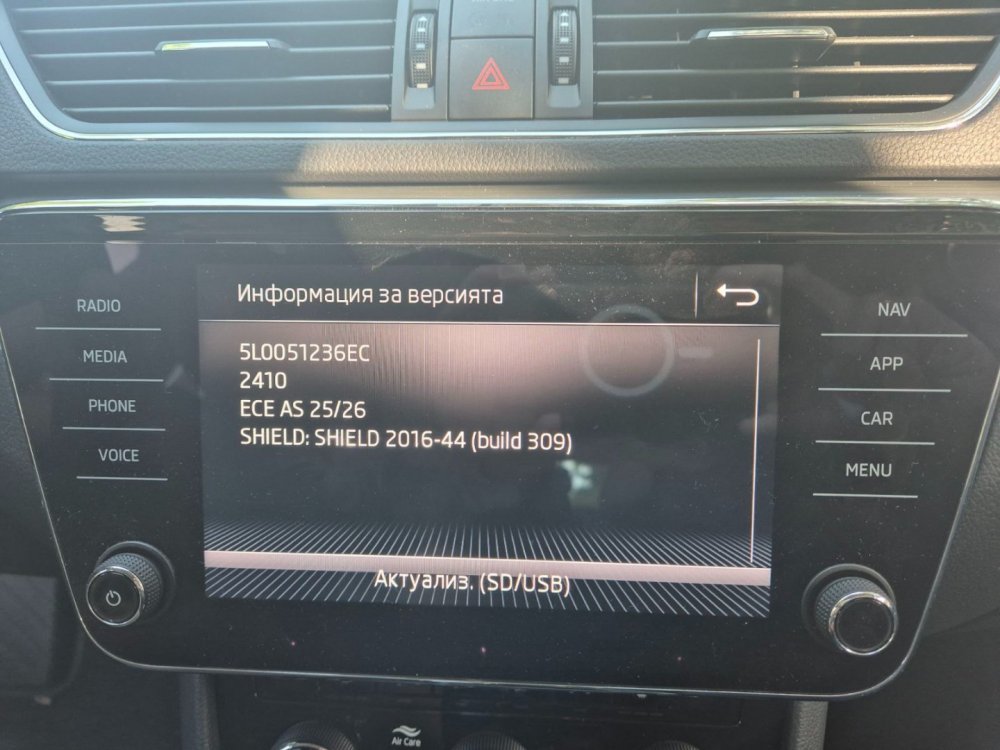 Информация за версията
RADIO
NAV
MEDIA
APP
PHONE
CAR
VOICE
MENU
5L0051236EC
2410
ECE AS 25/26
SHIELD: SHIELD 2016-44 (build 309)
Актуализ. (SD/USB)
Air Care